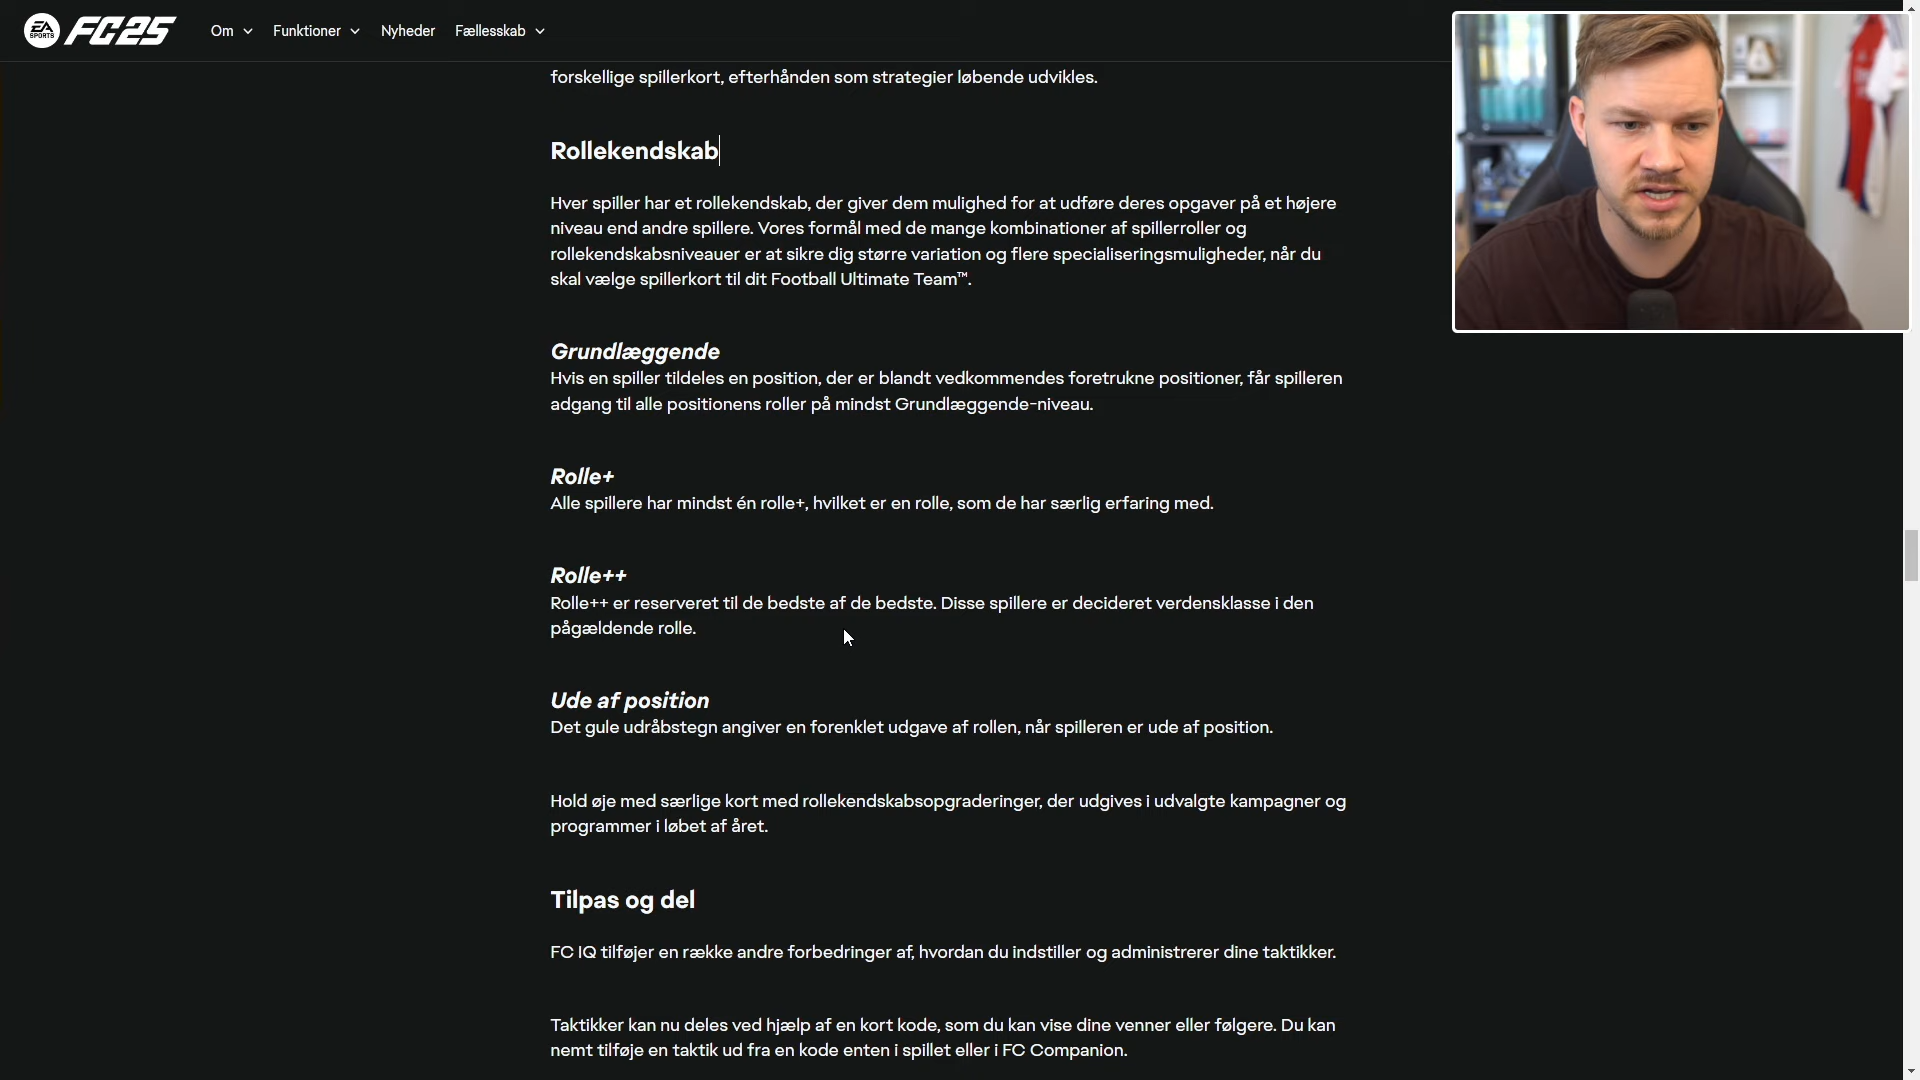 EA SPORTS FC25 Om Funktioner Nyheder Fællesskab
forskellige spillerkort, efterhånden som strategier løbende udvikles.
Rollekendskab
Hver spiller har et rollekendskab, der giver dem mulighed for at udføre deres opgaver på et højere
niveau end andre spillere. Vores formål med de mange kombinationer af spillerroller og
rollekendskabsniveauer er at sikre dig større variation og flere specialiseringsmuligheder, når du
skal vælge spillerkort til dit Football Ultimate Team™.
Grundlæggende
Hvis en spiller tildeles en position, der er blandt vedkommendes foretrukne positioner, får spilleren
adgang til alle positionens roller på mindst Grundlæggende-niveau.
Rolle+
Alle spillere har mindst én rolle+, hvilket er en rolle, som de har særlig erfaring med.
Rolle++
Rolle++ er reserveret til de bedste af de bedste. Disse spillere er decideret verdensklasse i den
pågældende rolle.
Ude af position
Det gule udråbstegn angiver en forenklet udgave af rollen, når spilleren er ude af position.
Hold øje med særlige kort med rollekendskabsopgraderinger, der udgives i udvalgte kampagner og
programmer i løbet af året.
Tilpas og del
FC IQ tilføjer en række andre forbedringer af, hvordan du indstiller og administrerer dine taktikker.
Taktikker kan nu deles ved hjælp af en kort kode, som du kan vise dine venner eller følgere. Du kan
nemt tilføje en taktik ud fra en kode enten i spillet eller i FC Companion.